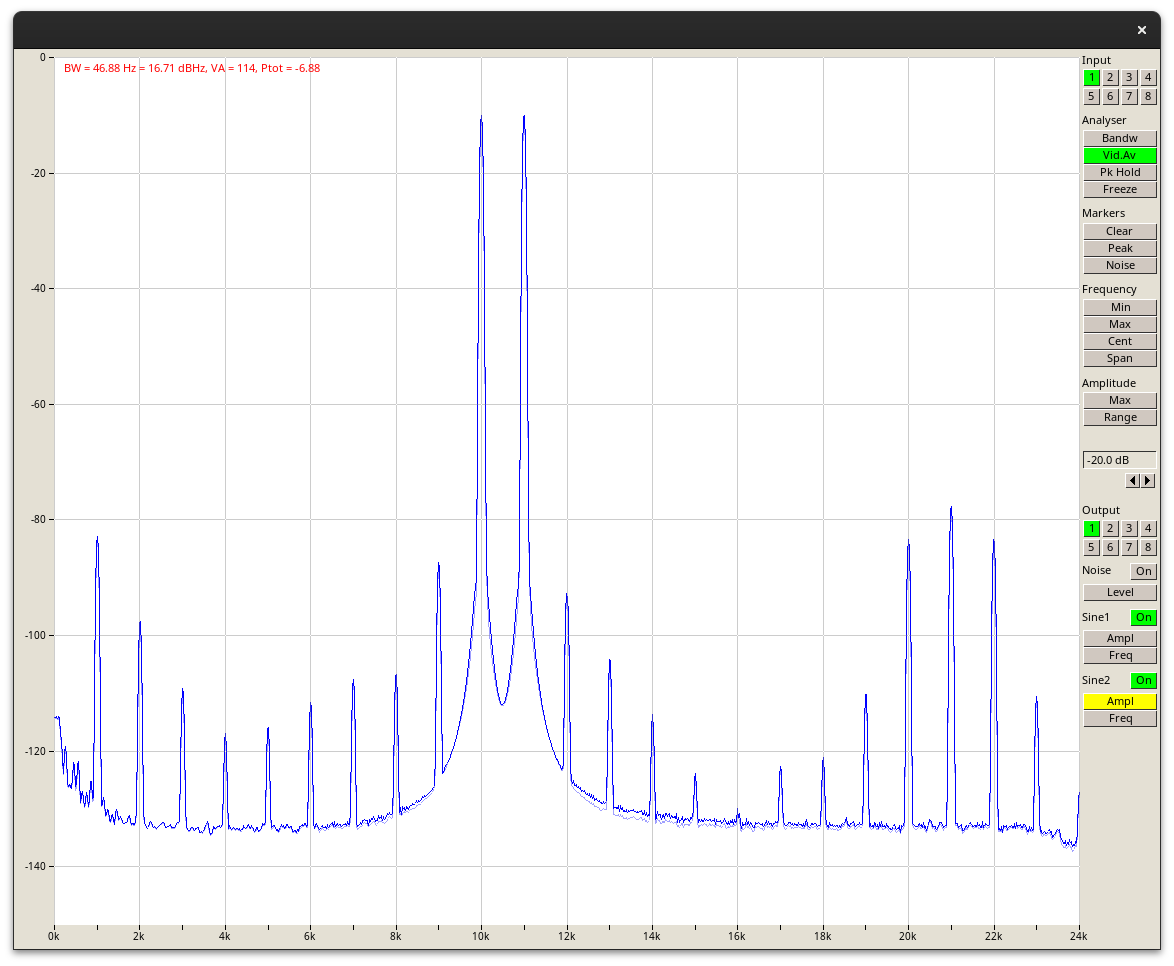 ×
BW = 46.88 Hz = 16.71 dBHz, VA = 114, Ptot = -6.88
0
-20
-40
-60
-80
-100
-120
-140
0k 2k 4k 6k 8k 10k 12k 14k 16k 18k 20k 22k 24k
Input
1 2 3 4
5 6 7 8
Analyser
Bandw
Vid.Av
Pk Hold
Freeze
Markers
Clear
Peak
Noise
Frequency
Min
Max
Cent
Span
Amplitude
Max
Range
-20.0 dB
Output
1 2 3 4
5 6 7 8
Noise On
Level
Sine1 On
Ampl
Freq
Sine2 On
Ampl
Freq